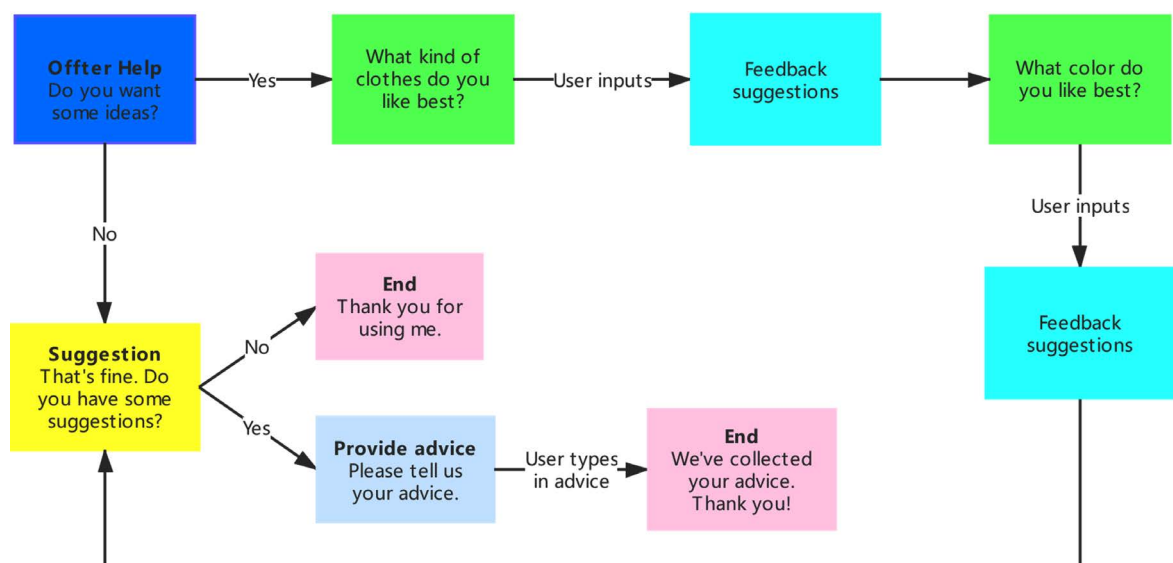 Offter Help
Do you want
some ideas?
Yes
What kind of
clothes do you
like best?
User inputs
Feedback
suggestions
What color do
you like best?
No
User inputs
End
Thank you for
using me.
Feedback
suggestions
Suggestion
That's fine. Do
you have some
suggestions?
No
Yes
Provide advice
Please tell us
your advice.
User types
in advice
End
We've collected
your advice.
Thank you!